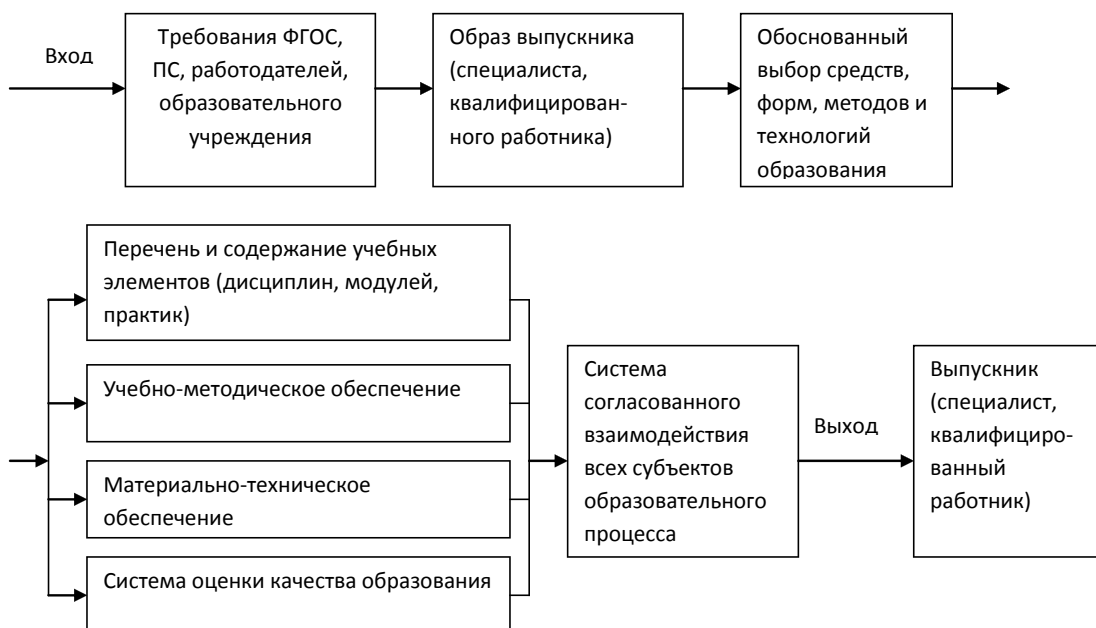 Вход
Требования ФГОС,
ПС, работодателей,
образовательного
учреждения
Образ выпускника
(специалиста,
квалифицирован-
ного работника)
Обоснованный
выбор средств,
форм, методов и
технологий
образования
Перечень и содержание учебных
элементов (дисциплин, модулей,
практик)
Учебно-методическое обеспечение
Материально-техническое
обеспечение
Система оценки качества образования
Система
согласованного
взаимодействия
всех субъектов
образовательного
процесса
Выход
Выпускник
(специалист,
квалифициро-
ванный
работник)